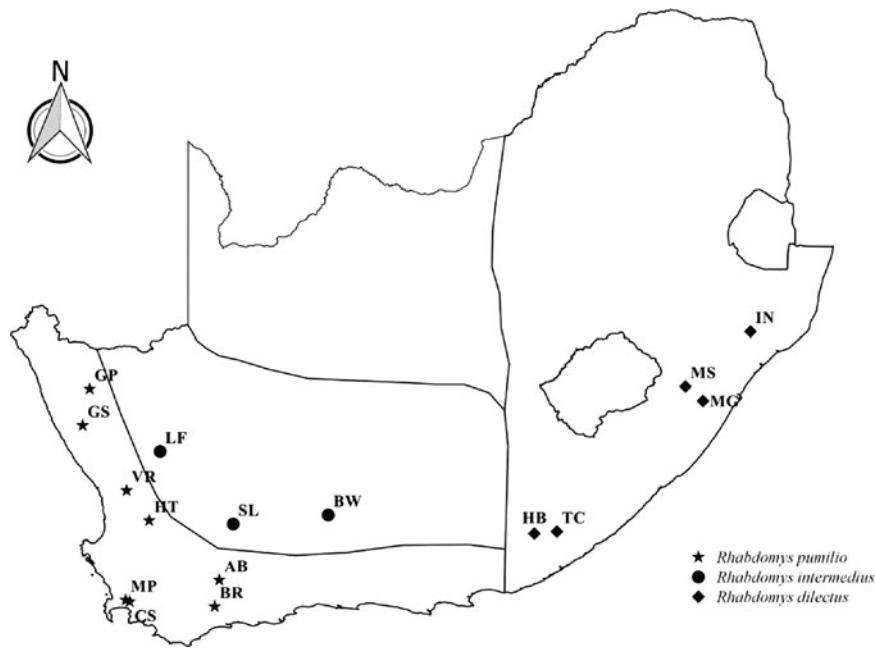 N
IN
MS
MG
GP
GS
LF
VR
HT
SL
BW
HB
TC
AB
BR
MP
CS
Rhabdomys pumilio
Rhabdomys intermedius
Rhabdomys dilectus